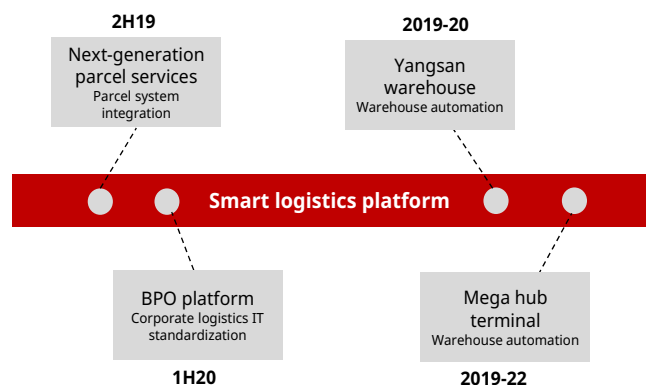 2H19
Next-generation
parcel services
Parcel system
integration
2019-20
Yangsan
warehouse
Warehouse automation
Smart logistics platform
BPO platform
Corporate logistics IT
standardization
1H20
Mega hub
terminal
Warehouse automation
2019-22